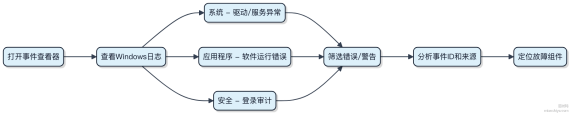 打开事件查看器
查看Windows日志
系统 – 驱动/服务异常
应用程序 – 软件运行错误
安全 – 登录审计
筛选错误/警告
分析事件ID和来源
定位故障组件